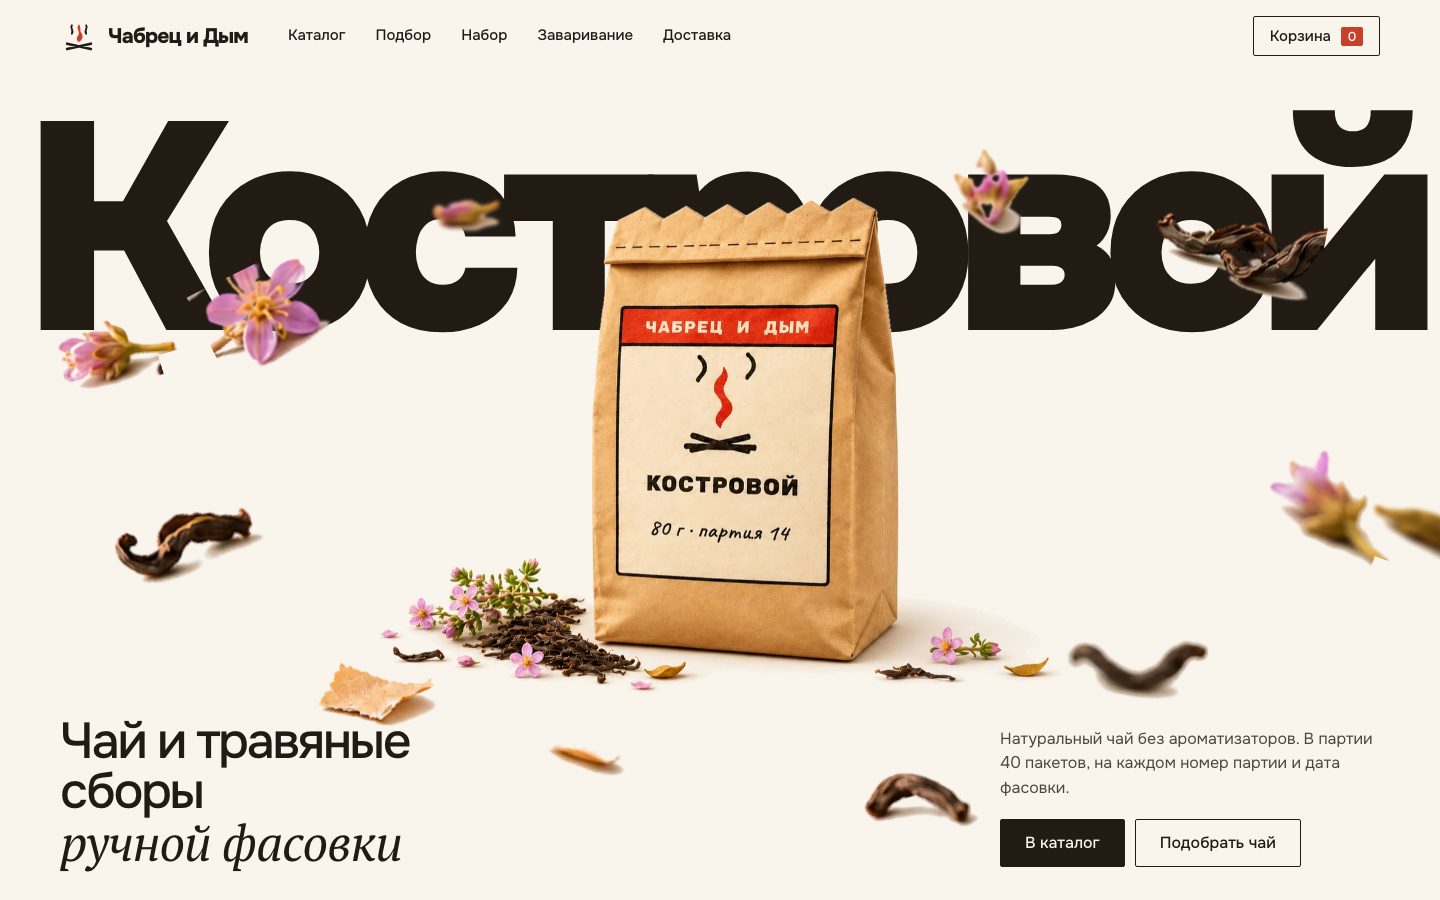 Чабрец и Дым
Каталог
Подбор
Набор
Заваривание
Доставка
Корзина 0
Костровой
ЧАБРЕЦ И ДЫМ
КОСТРОВОЙ
80 г · партия 14
Чай и травяные
сборы
ручной фасовки
Натуральный чай без ароматизаторов. В партии
40 пакетов, на каждом номер партии и дата
фасовки.
В каталог
Подобрать чай